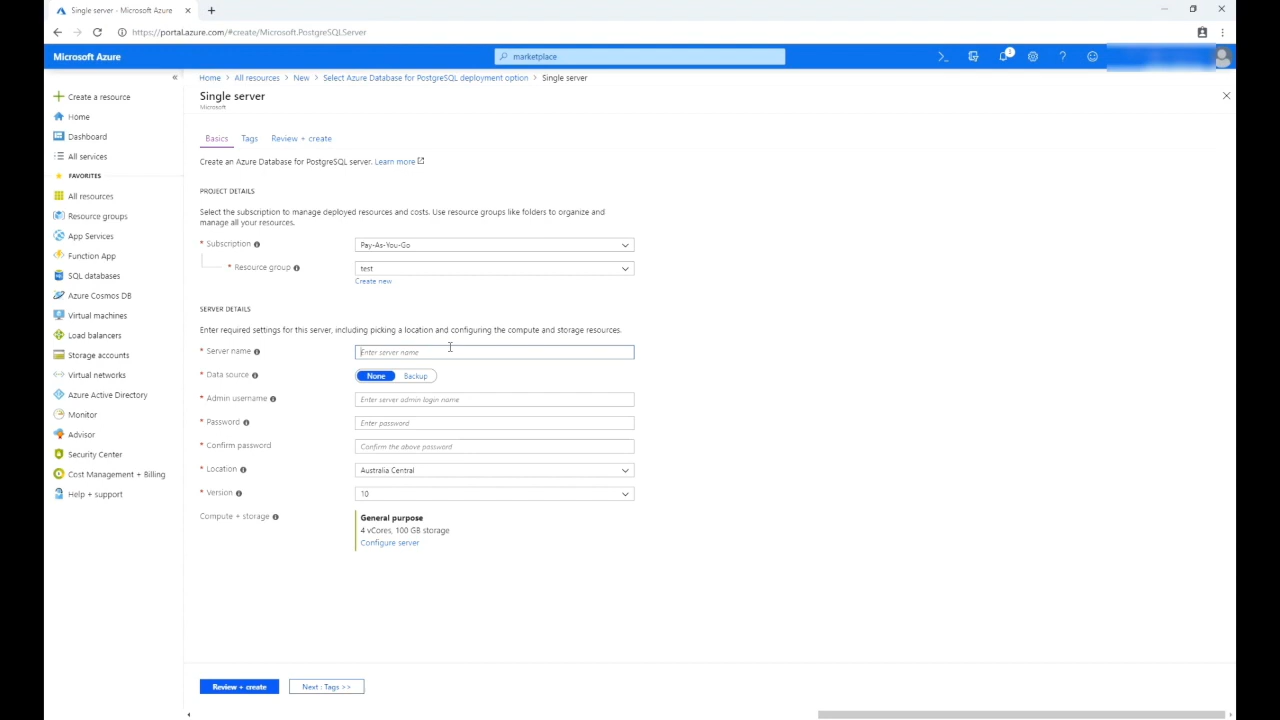 Single server - Microsoft Azure
https://portal.azure.com/#create/Microsoft.PostgreSQLServer
Microsoft Azure
marketplace
1
Home > All resources > New > Select Azure Database for PostgreSQL deployment option > Single server
Single server
Microsoft
Create a resource
Home
Dashboard
All services
FAVORITES
All resources
Resource groups
App Services
Function App
SQL databases
Azure Cosmos DB
Virtual machines
Load balancers
Storage accounts
Virtual networks
Azure Active Directory
Monitor
Advisor
Security Center
Cost Management + Billing
Help + support
Basics Tags Review + create
Create an Azure Database for PostgreSQL server. Learn more
PROJECT DETAILS
Select the subscription to manage deployed resources and costs. Use resource groups like folders to organize and
manage all your resources.
* Subscription Pay-As-You-Go
* Resource group test
Create new
SERVER DETAILS
Enter required settings for this server, including picking a location and configuring the compute and storage resources.
* Server name Enter server name
* Data source None Backup
* Admin username Enter server admin login name
* Password Enter password
* Confirm password Confirm the above password
* Location Australia Central
* Version 10
Compute + storage General purpose
4 vCores, 100 GB storage
Configure server
Review + create Next : Tags >>